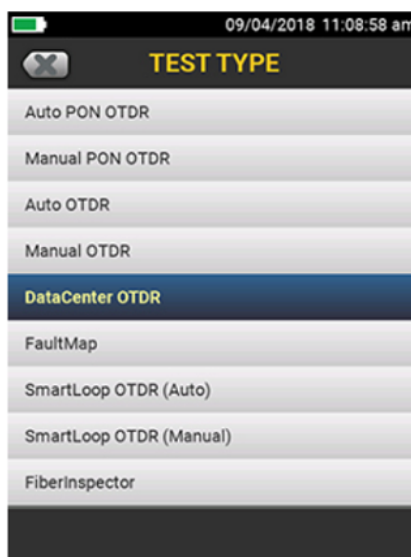 09/04/2018 11:08:58 am
TEST TYPE
Auto PON OTDR
Manual PON OTDR
Auto OTDR
Manual OTDR
DataCenter OTDR
FaultMap
SmartLoop OTDR (Auto)
SmartLoop OTDR (Manual)
FiberInspector